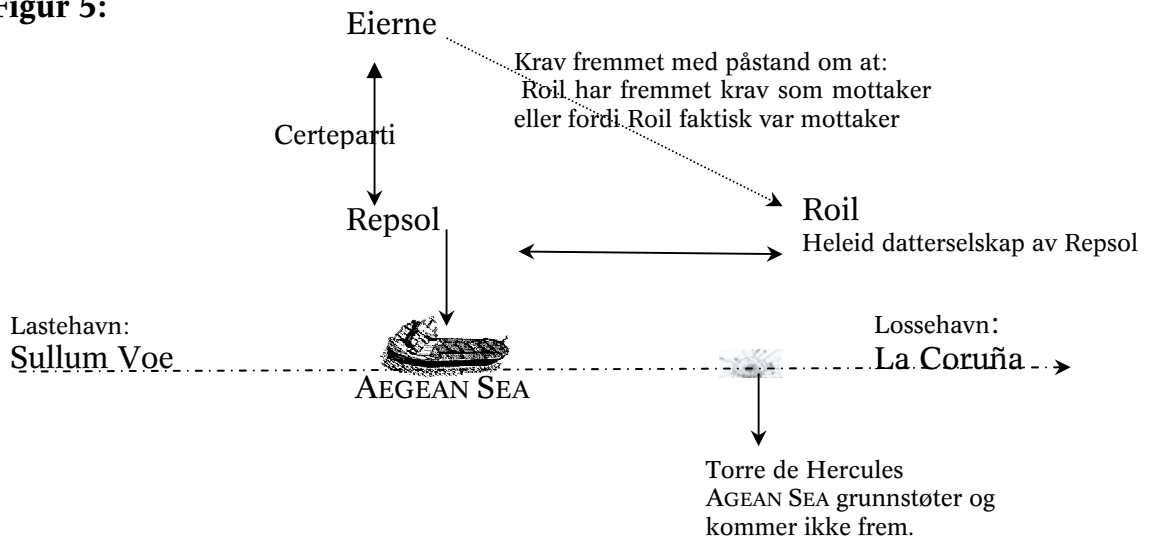 Figur 5:
Eierne
Krav fremmet med påstand om at:
Roil har fremmet krav som mottaker
eller fordi Roil faktisk var mottaker
Certeparti
Repsol
Roil
Heleid datterselskap av Repsol
Lastehavn:
Sullum Voe
Lossehavn:
La Coruña
AEGEAN SEA
Torre de Hercules
AGEAN SEA grunnstøter og
kommer ikke frem.